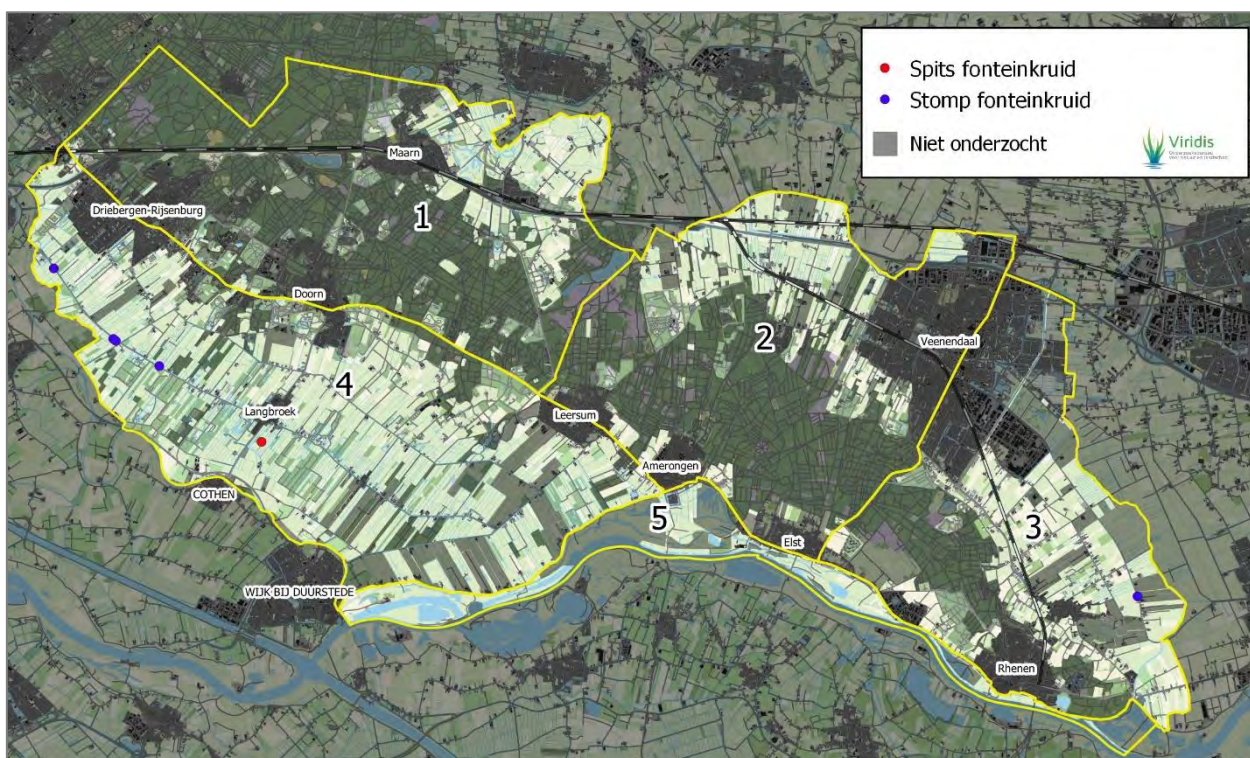 Spits fonteinkruid
Stomp fonteinkruid
Niet onderzocht
Viridis
Maarn
1
Driebergen-Rijsenburg
Doorn
2
Veenendaal
4
Langbroek
Leersum
Amerongen
COTHEN
5
Elst
3
WIJK BIJ DUURSTEDE
Rhenen